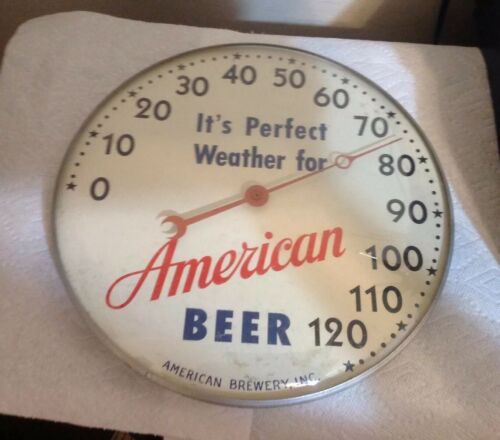 0 10 20 30 40 50 60 70 80 90 100 110 120
It's Perfect
Weather for
American
BEER
AMERICAN BREWERY, INC.